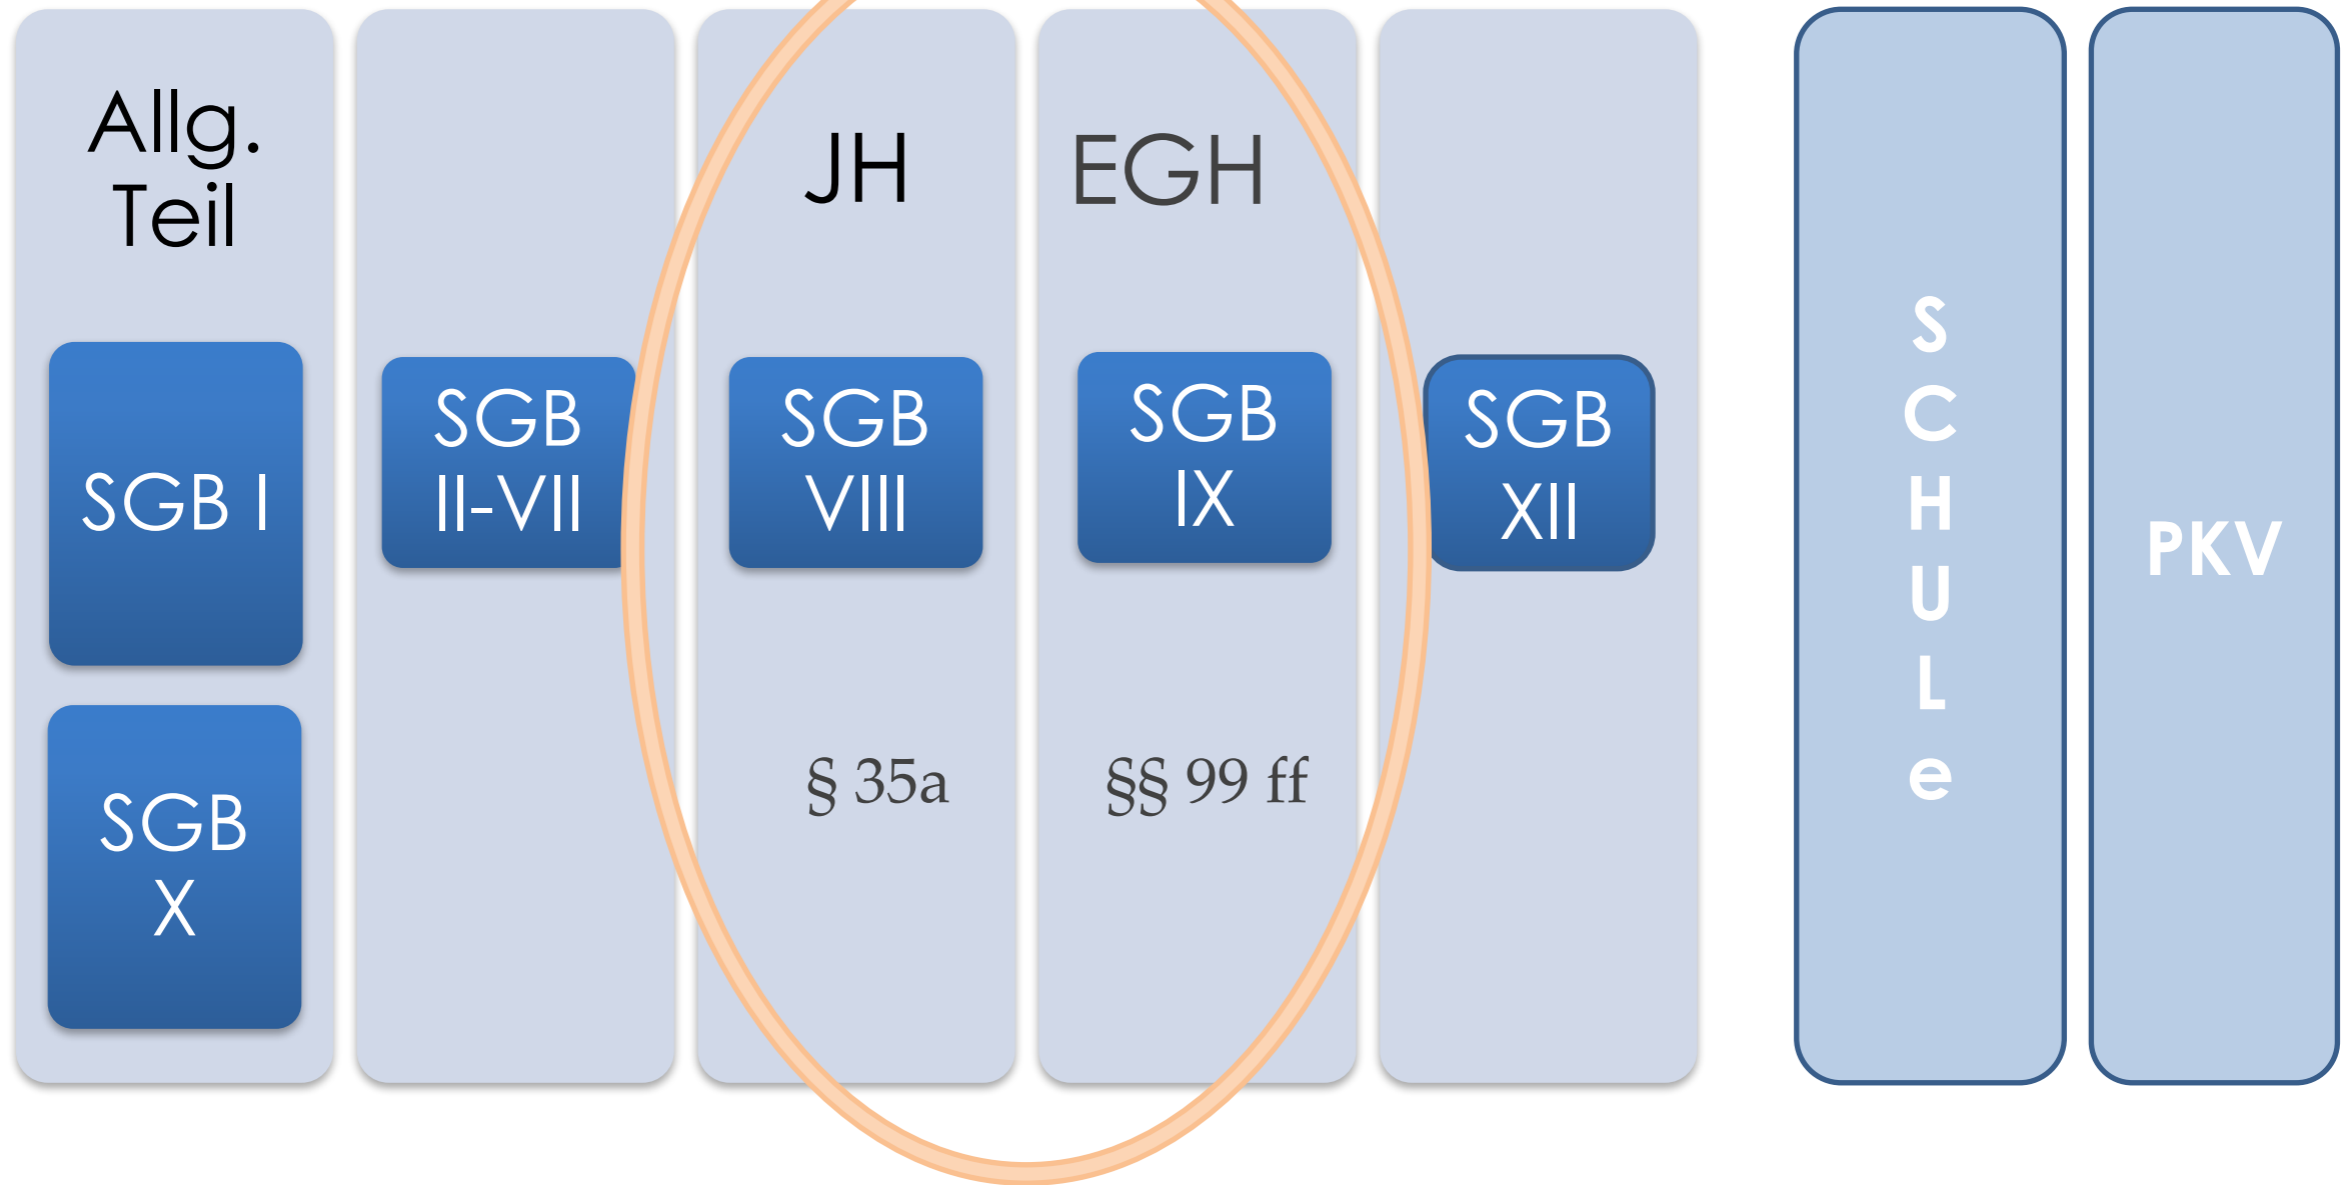 Allg.
Teil
SGB I
SGB
X
SGB
II-VII
JH
SGB
VIII
§ 35a
EGH
SGB
IX
§§ 99 ff
SGB
XII
S
C
H
U
L
e
PKV